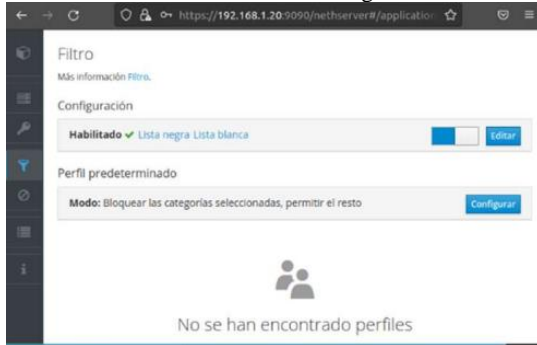 https://192.168.1.20:9090/nethserver#/application
Filtro
Más información Filtro.
Configuración
Habilitado ✔ Lista negra Lista blanca Editar
Perfil predeterminado
Modo: Bloquear las categorías seleccionadas, permitir el resto Configurar
No se han encontrado perfiles